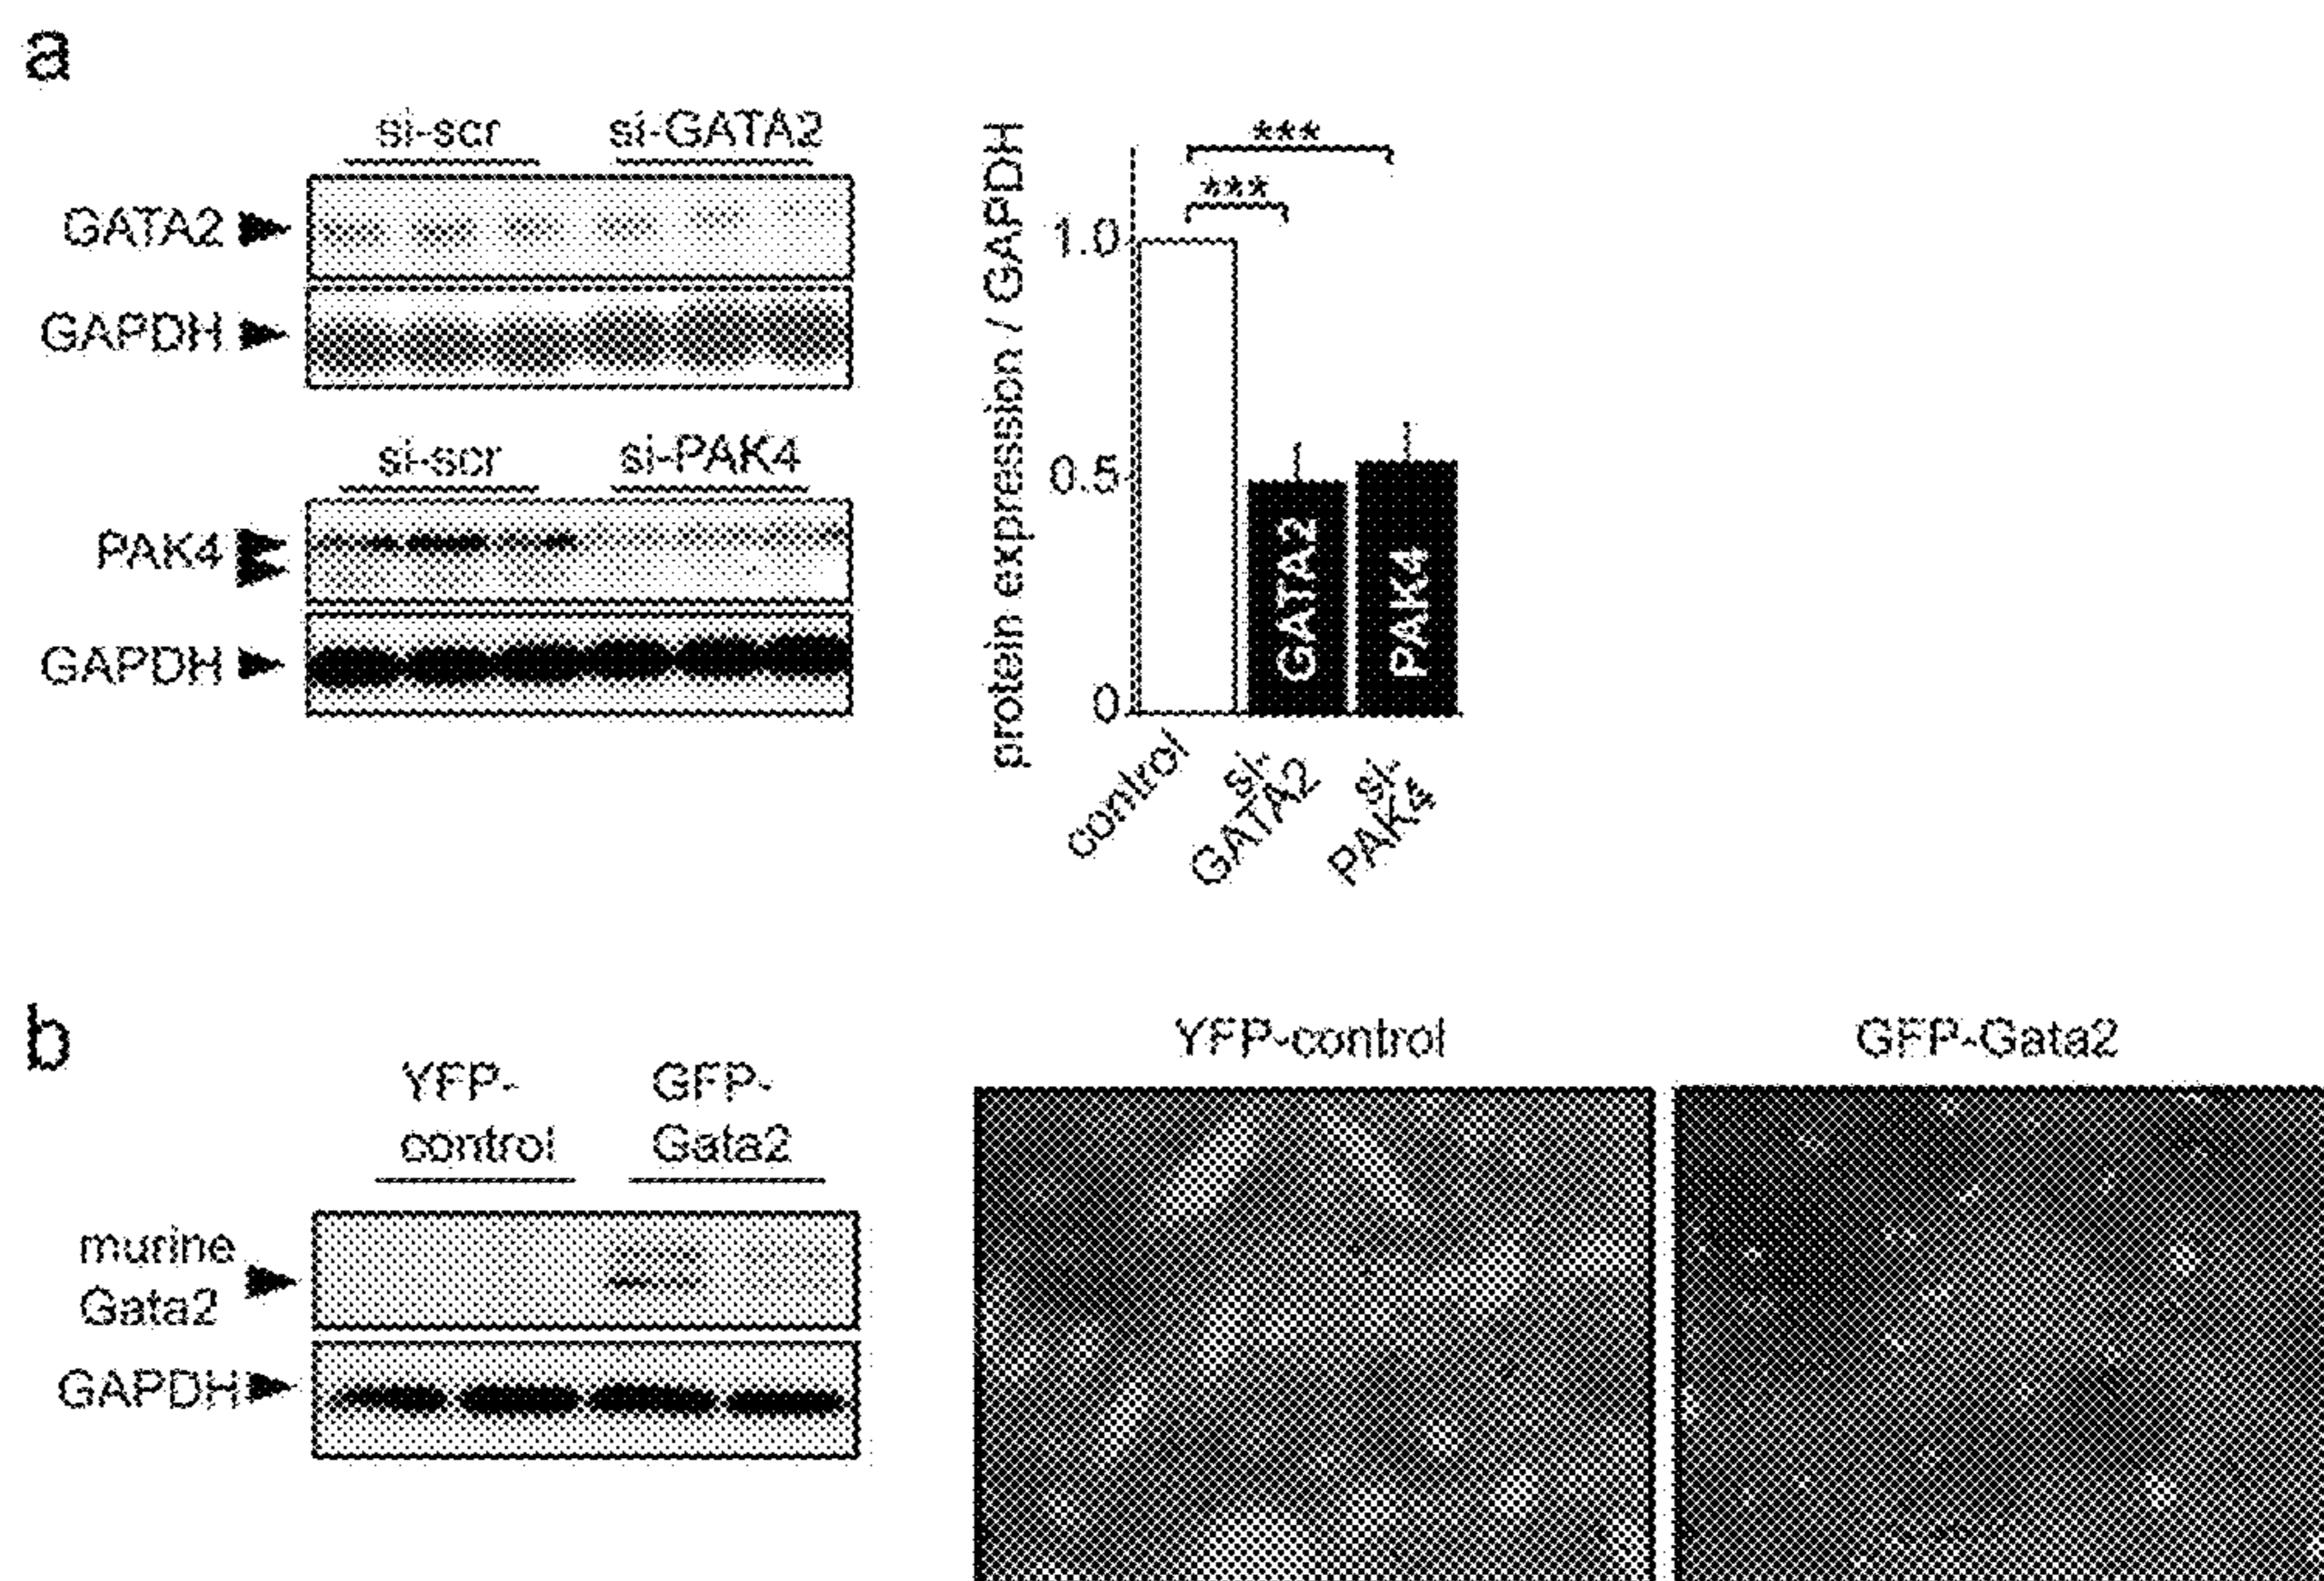 a
si-scr si-GATA2
GATA2
GAPDH
si-scr si-PAK4
PAK4
GAPDH
protein expression / GAPDH
***
***
1.0
0.5
0
GATA2
PAK4
control
si-
GATA2
si-
PAK4
b
YFP-
control
GFP-
Gata2
murine
Gata2
GAPDH
YFP-control
GFP-Gata2